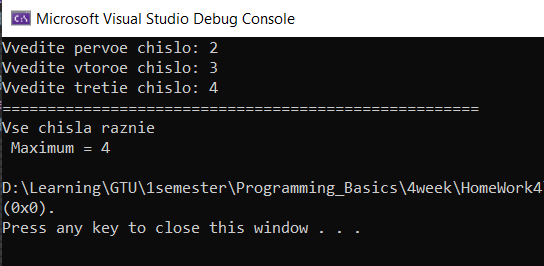 C:\ Microsoft Visual Studio Debug Console
Vvedite pervoe chislo: 2
Vvedite vtoroe chislo: 3
Vvedite tretie chislo: 4
=====================================================
Vse chisla raznie
 Maximum = 4
D:\Learning\GTU\1semester\Programming_Basics\4week\HomeWork4
(0x0).
Press any key to close this window . . .